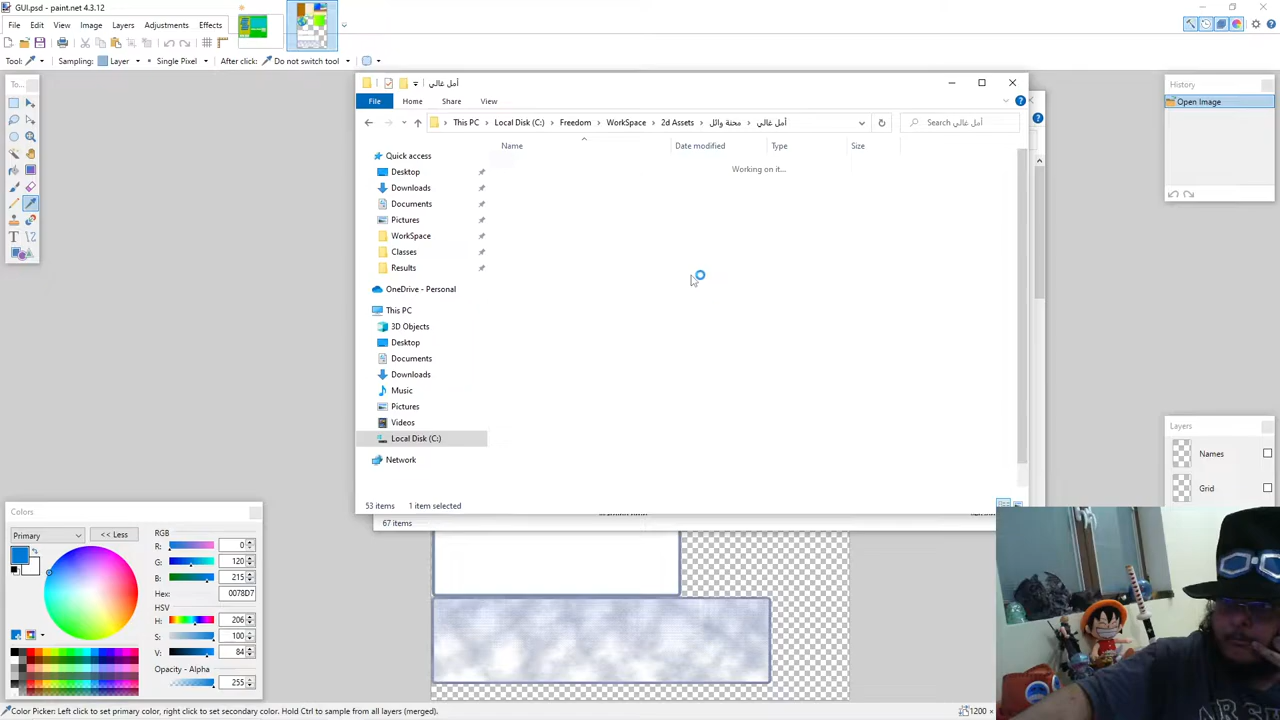 GUI.psd - paint.net 4.3.12
File Edit View Image Layers Adjustments Effects
Tool: Sampling: Layer Single Pixel After click: Do not switch tool
To...
أمل غالي
File Home Share View
This PC > Local Disk (C:) > Freedom > WorkSpace > 2d Assets > محنة وائل > أمل غالي
Search أمل غالي
Name Date modified Type Size
Working on it...
Quick access
Desktop
Downloads
Documents
Pictures
WorkSpace
Classes
Results
OneDrive - Personal
This PC
3D Objects
Desktop
Documents
Downloads
Music
Pictures
Videos
Local Disk (C:)
Network
53 items 1 item selected
67 items
History
Open Image
Layers
Names
Grid
Colors
Primary
<< Less
RGB
R: 0
G: 120
B: 215
Hex: 0078D7
HSV
H: 206
S: 100
V: 84
Opacity - Alpha
255
Color Picker: Left click to set primary color, right click to set secondary color. Hold Ctrl to sample from all layers (merged).
1200 ×